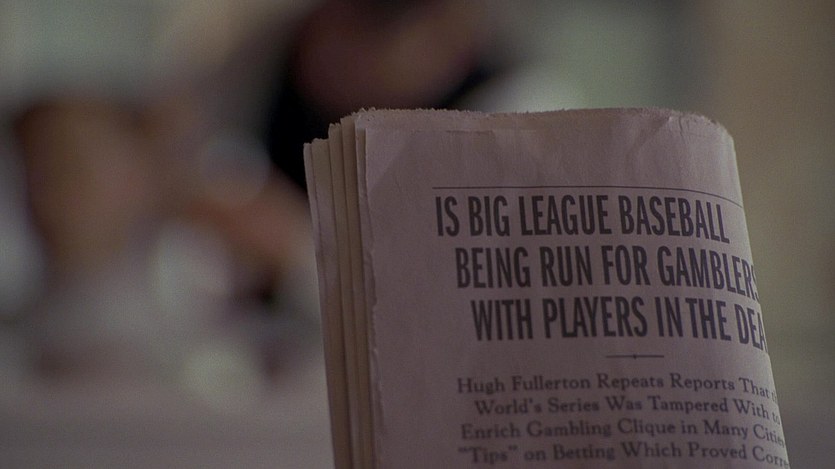 IS BIG LEAGUE BASEBALL
BEING RUN FOR GAMBLERS
WITH PLAYERS IN THE
Hugh Fullerton Repeats Reports That
World's Series Was Tampered With to
Enrich Gambling Clique in Many Cities
"Tips" on Betting Which Proved